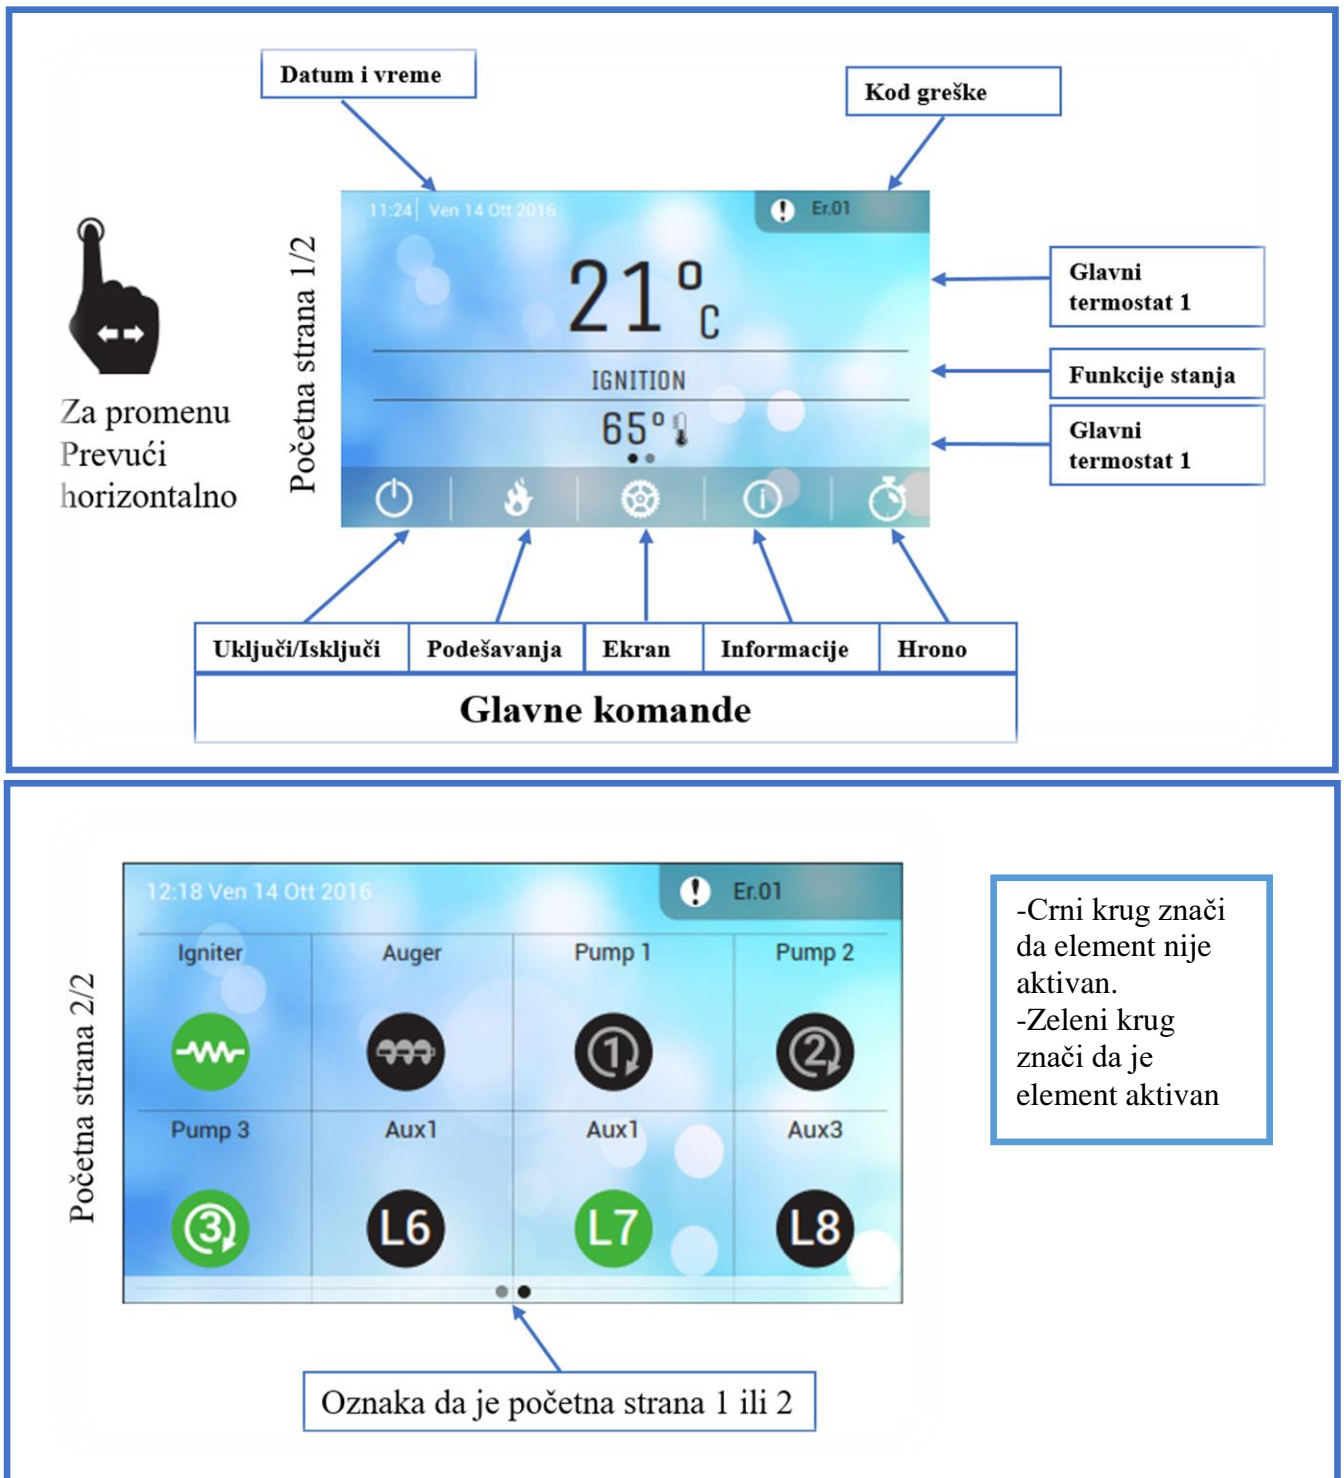 Datum i vreme
Kod greške
11:24 Ven 14 Ott 2016
Er.01
21°C
IGNITION
65°
Početna strana 1/2
Za promenu
Prevući
horizontalno
Glavni
termostat 1
Funkcije stanja
Glavni
termostat 1
Uključi/Isključi
Podešavanja
Ekran
Informacije
Hrono
Glavne komande
Početna strana 2/2
12:18 Ven 14 Ott 2016
Er.01
Igniter
Auger
Pump 1
Pump 2
1
2
Pump 3
Aux1
Aux1
Aux3
3
L6
L7
L8
Oznaka da je početna strana 1 ili 2
-Crni krug znači
da element nije
aktivan.
-Zeleni krug
znači da je
element aktivan